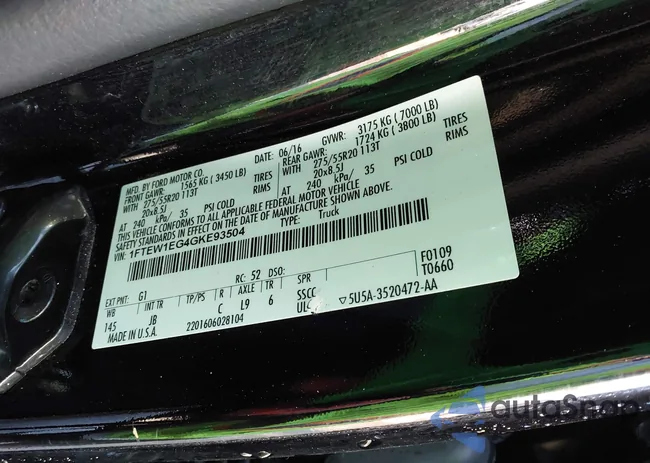 MFD. BY FORD MOTOR CO.
DATE: 06/16
GVWR: 3175 KG ( 7000 LB)
FRONT GAWR: 1565 KG ( 3450 LB)
REAR GAWR: 1724 KG ( 3800 LB)
WITH 275/55R20 113T TIRES
WITH 275/55R20 113T TIRES
20x8.5J RIMS
20x8.5J RIMS
AT 240 kPa/ 35 PSI COLD
AT 240 kPa/ 35 PSI COLD
THIS VEHICLE CONFORMS TO ALL APPLICABLE FEDERAL MOTOR VEHICLE
SAFETY STANDARDS IN EFFECT ON THE DATE OF MANUFACTURE SHOWN ABOVE.
VIN: 1FTEW1EG4GKE93504
TYPE: Truck
F0109
T0660
EXT PNT: G1 RC: 52 DSO:
WB INT TR TP/PS R AXLE TR SPR
145 JB C L9 6 SSCC
ULC ▽5U5A-3520472-AA
MADE IN U.S.A. 2201606028104
autoSnap